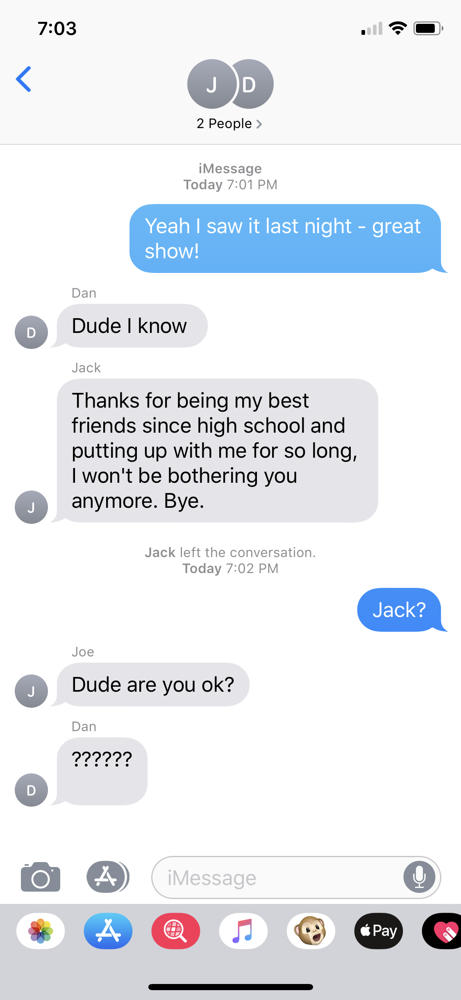 7:03
J D
2 People
iMessage
Today 7:01 PM
Yeah I saw it last night - great
show!
Dan
D
Dude I know
Jack
Thanks for being my best
friends since high school and
putting up with me for so long,
I won't be bothering you
anymore. Bye.
J
Jack left the conversation.
Today 7:02 PM
Jack?
Joe
J
Dude are you ok?
Dan
??????
D
iMessage
Pay